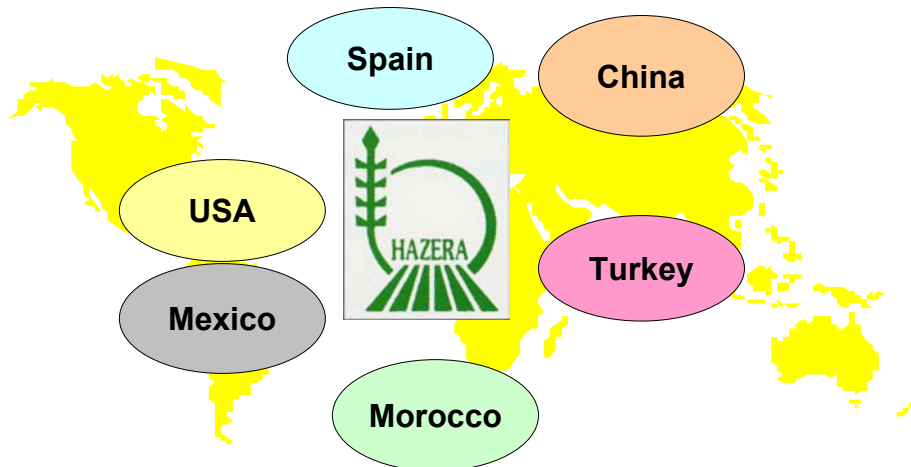 Spain
China
USA
HAZERA
Turkey
Mexico
Morocco